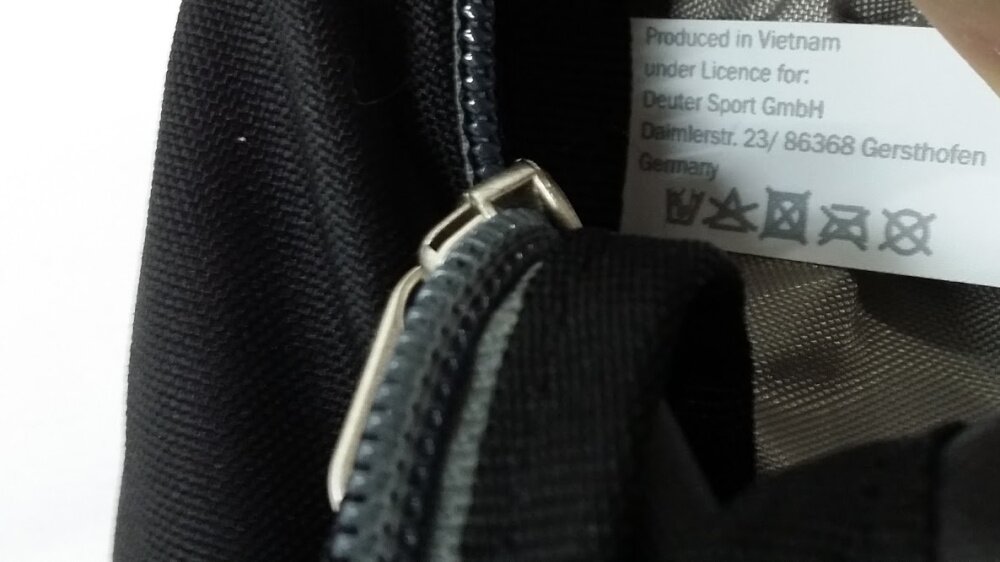 Produced in Vietnam
under Licence for:
Deuter Sport GmbH
Daimlerstr. 23/ 86368 Gersthofen
Germany